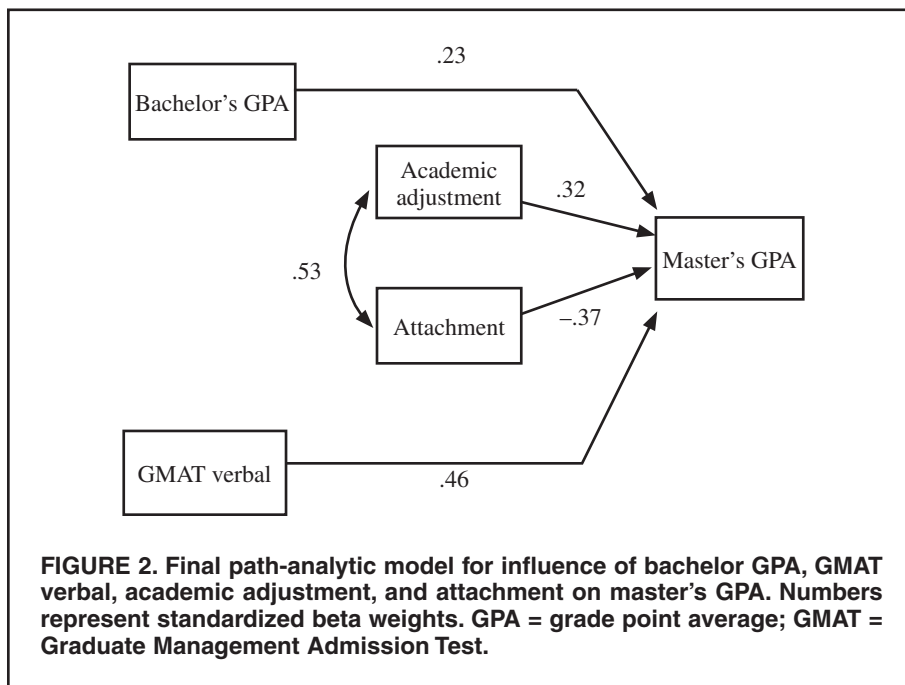 .23
Bachelor’s GPA
Academic
adjustment
.32
Master’s GPA
.53
Attachment
–.37
GMAT verbal
.46
FIGURE 2. Final path-analytic model for influence of bachelor GPA, GMAT
verbal, academic adjustment, and attachment on master’s GPA. Numbers
represent standardized beta weights. GPA = grade point average; GMAT =
Graduate Management Admission Test.